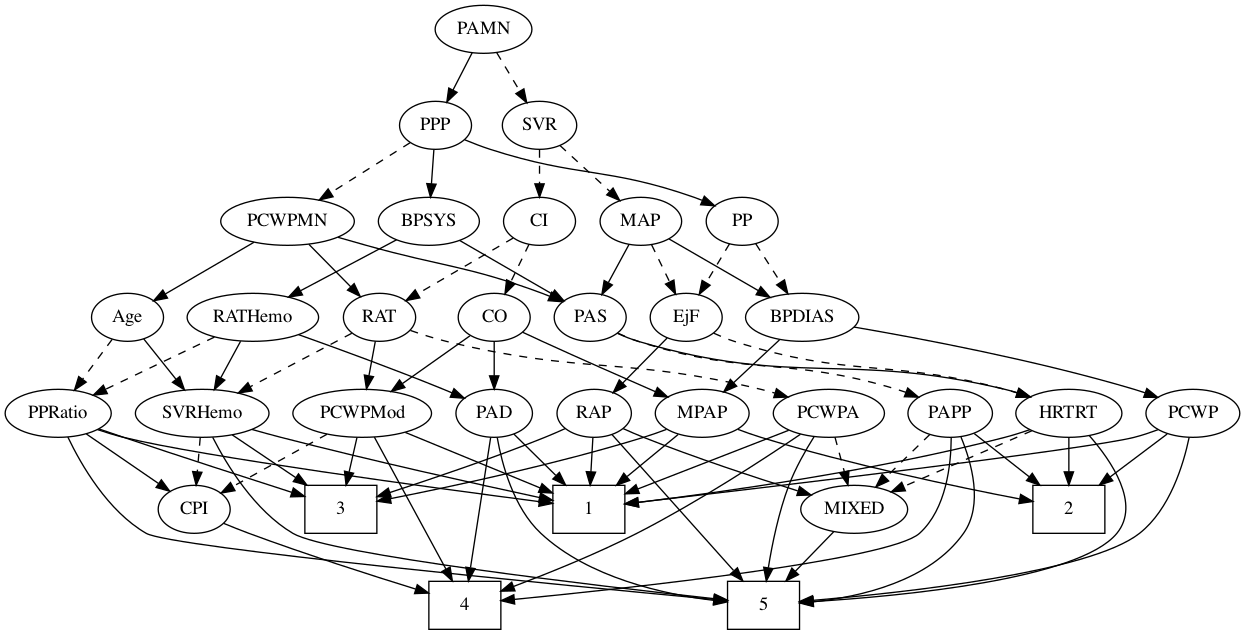 PAMN
PPP
SVR
PCWPMN
BPSYS
CI
MAP
PP
Age
RATHemo
RAT
CO
PAS
EjF
BPDIAS
PPRatio
SVRHemo
PCWPMod
PAD
RAP
MPAP
PCWPA
PAPP
HRTRT
PCWP
CPI
3
1
MIXED
2
4
5